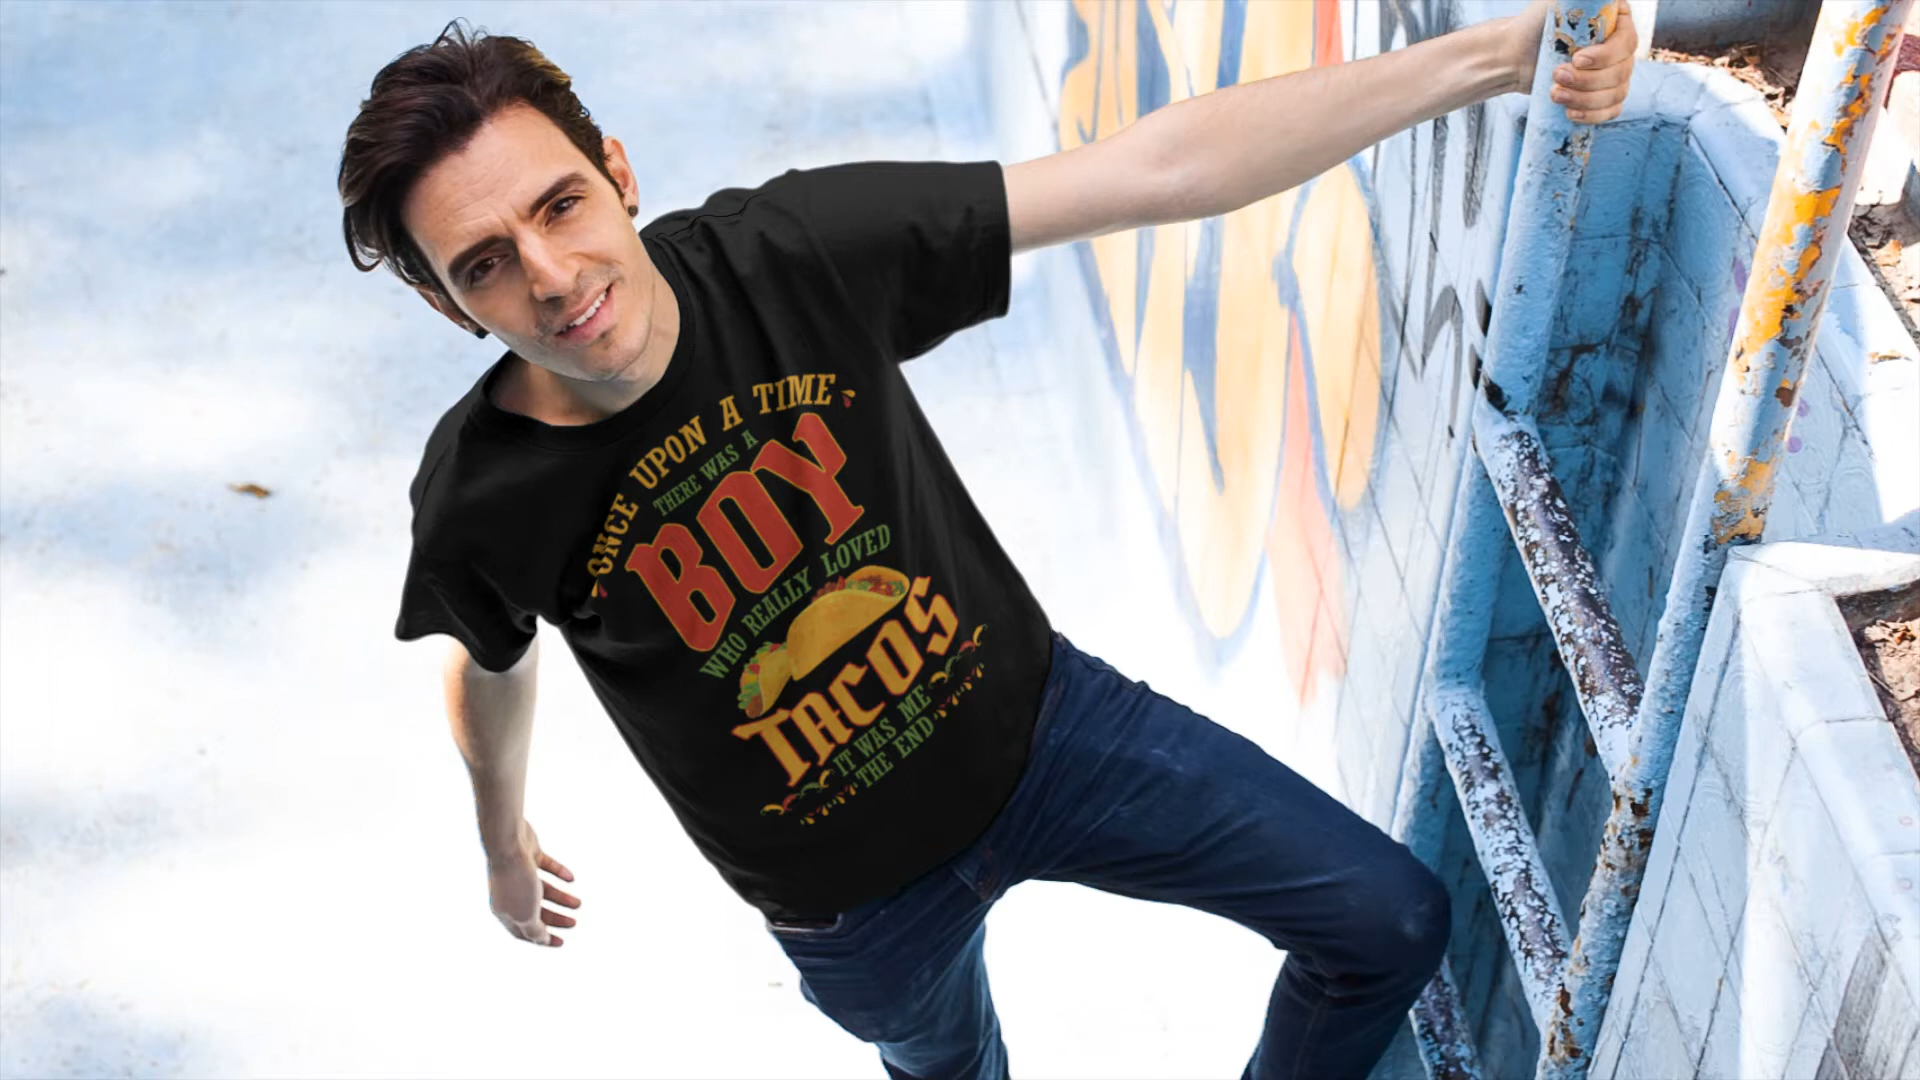 ONCE UPON A TIME
THERE WAS A
BOY
WHO REALLY LOVED
TACOS
IT WAS ME
THE END